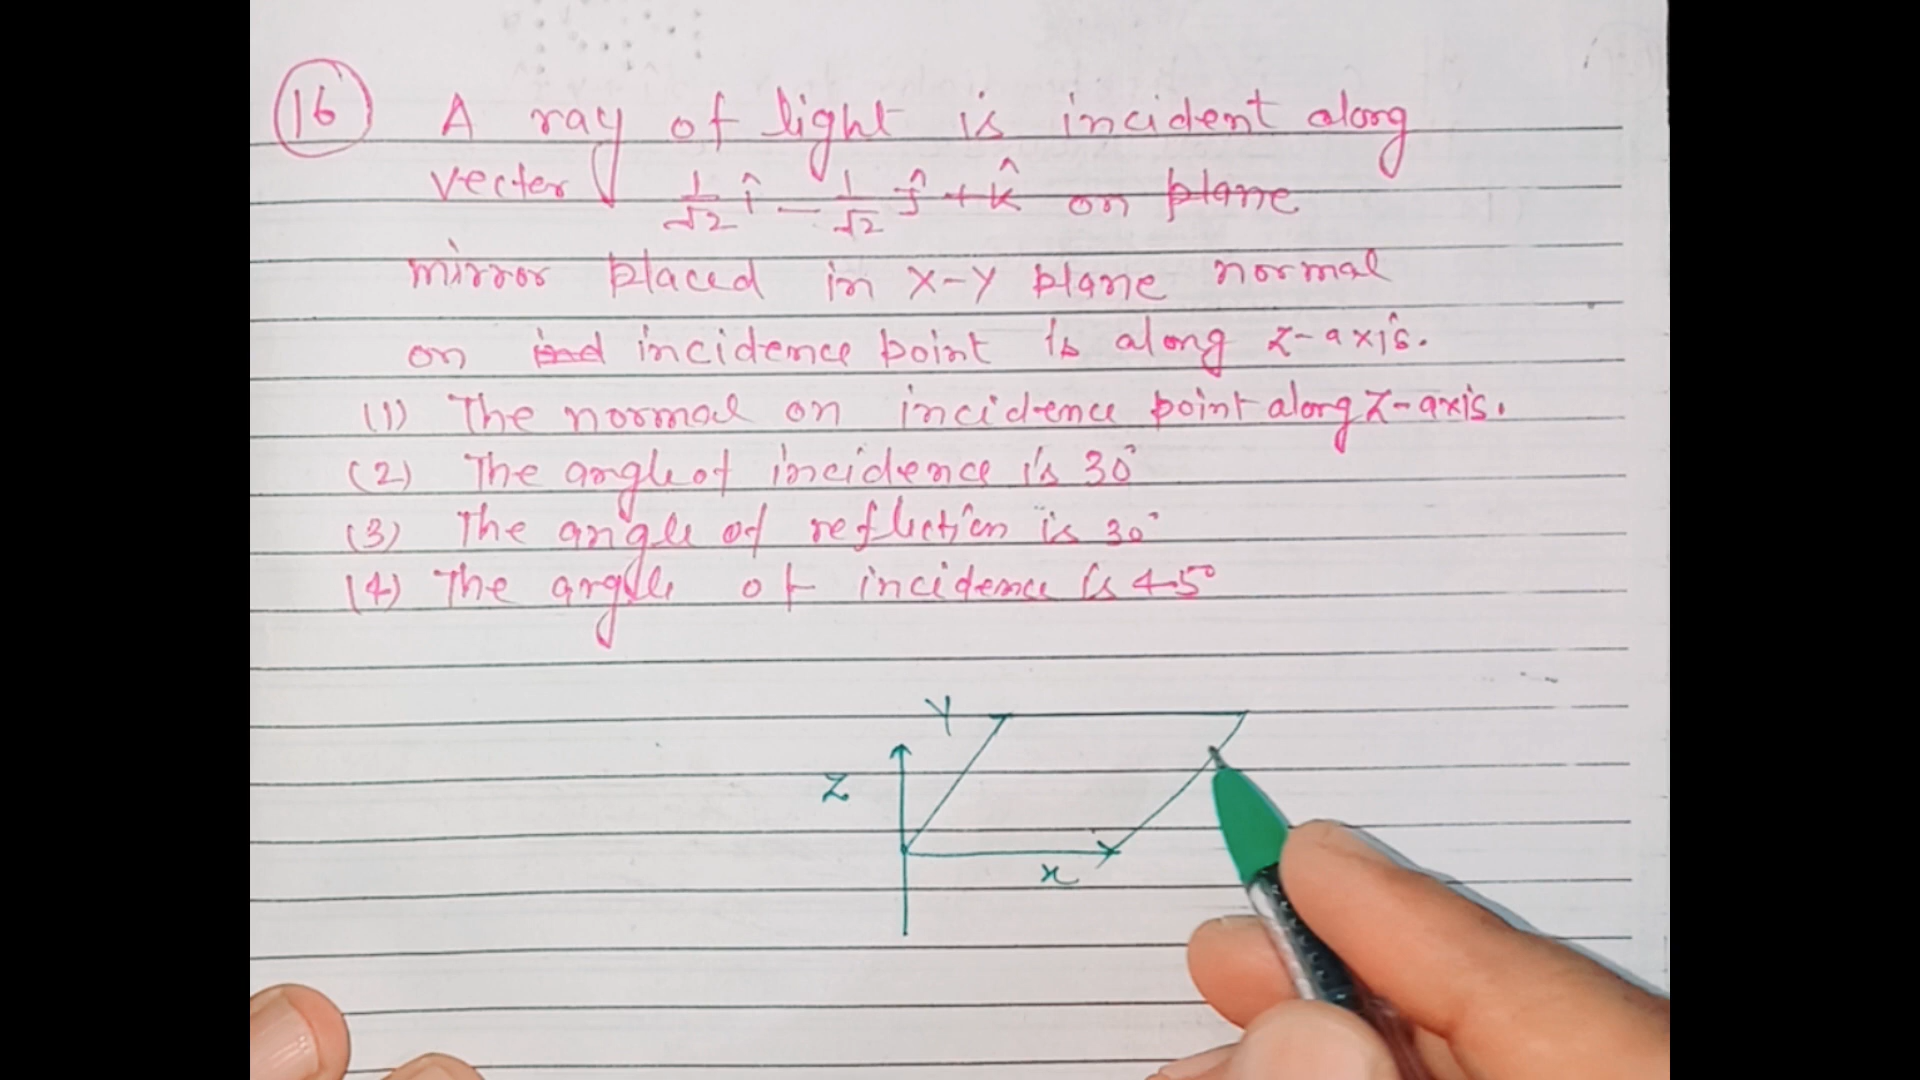 16 A ray of light is incident along
vecter 1/√2 î - 1/√2 ĵ + k̂ on plane
mirror placed in X-Y plane normal
on incidence point is along z-axis.
(1) The normal on incidence point along Z-axis.
(2) The angle of incidence is 30°
(3) The angle of reflection is 30°
(4) The angle of incidence is 45°
Y
Z
x